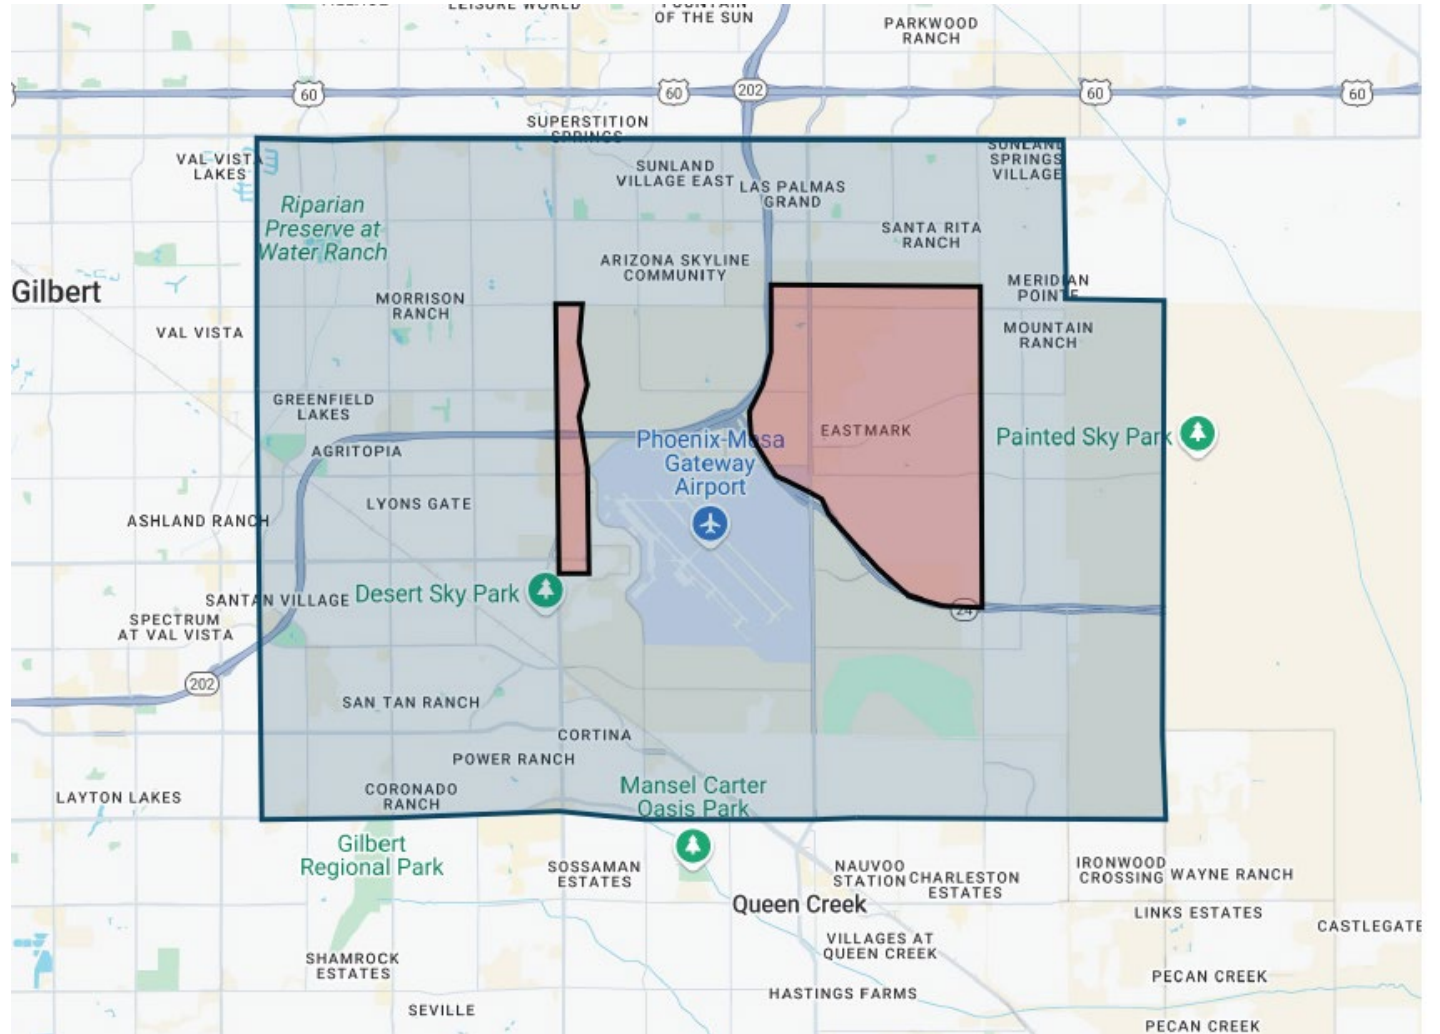 LEISURE WORLD
FOUNTAIN
OF THE SUN
PARKWOOD
RANCH
60
60
202
60
60
SUPERSTITION
SPRINGS
VAL VISTA
LAKES
SUNLAND
VILLAGE EAST
LAS PALMAS
GRAND
SUNLAND
SPRINGS
VILLAGE
Riparian
Preserve at
Water Ranch
SANTA RITA
RANCH
ARIZONA SKYLINE
COMMUNITY
Gilbert
MORRISON
RANCH
MERIDIAN
POINTE
VAL VISTA
MOUNTAIN
RANCH
GREENFIELD
LAKES
AGRITOPIA
Phoenix-Mesa
Gateway
Airport
EASTMARK
Painted Sky Park
LYONS GATE
ASHLAND RANCH
Desert Sky Park
SANTAN VILLAGE
24
SPECTRUM
AT VAL VISTA
202
SAN TAN RANCH
CORTINA
POWER RANCH
LAYTON LAKES
CORONADO
RANCH
Mansel Carter
Oasis Park
Gilbert
Regional Park
SOSSAMAN
ESTATES
NAUVOO
STATION
CHARLESTON
ESTATES
IRONWOOD
CROSSING
WAYNE RANCH
Queen Creek
LINKS ESTATES
CASTLEGATE
VILLAGES AT
QUEEN CREEK
SHAMROCK
ESTATES
PECAN CREEK
HASTINGS FARMS
SEVILLE
PECAN CREEK